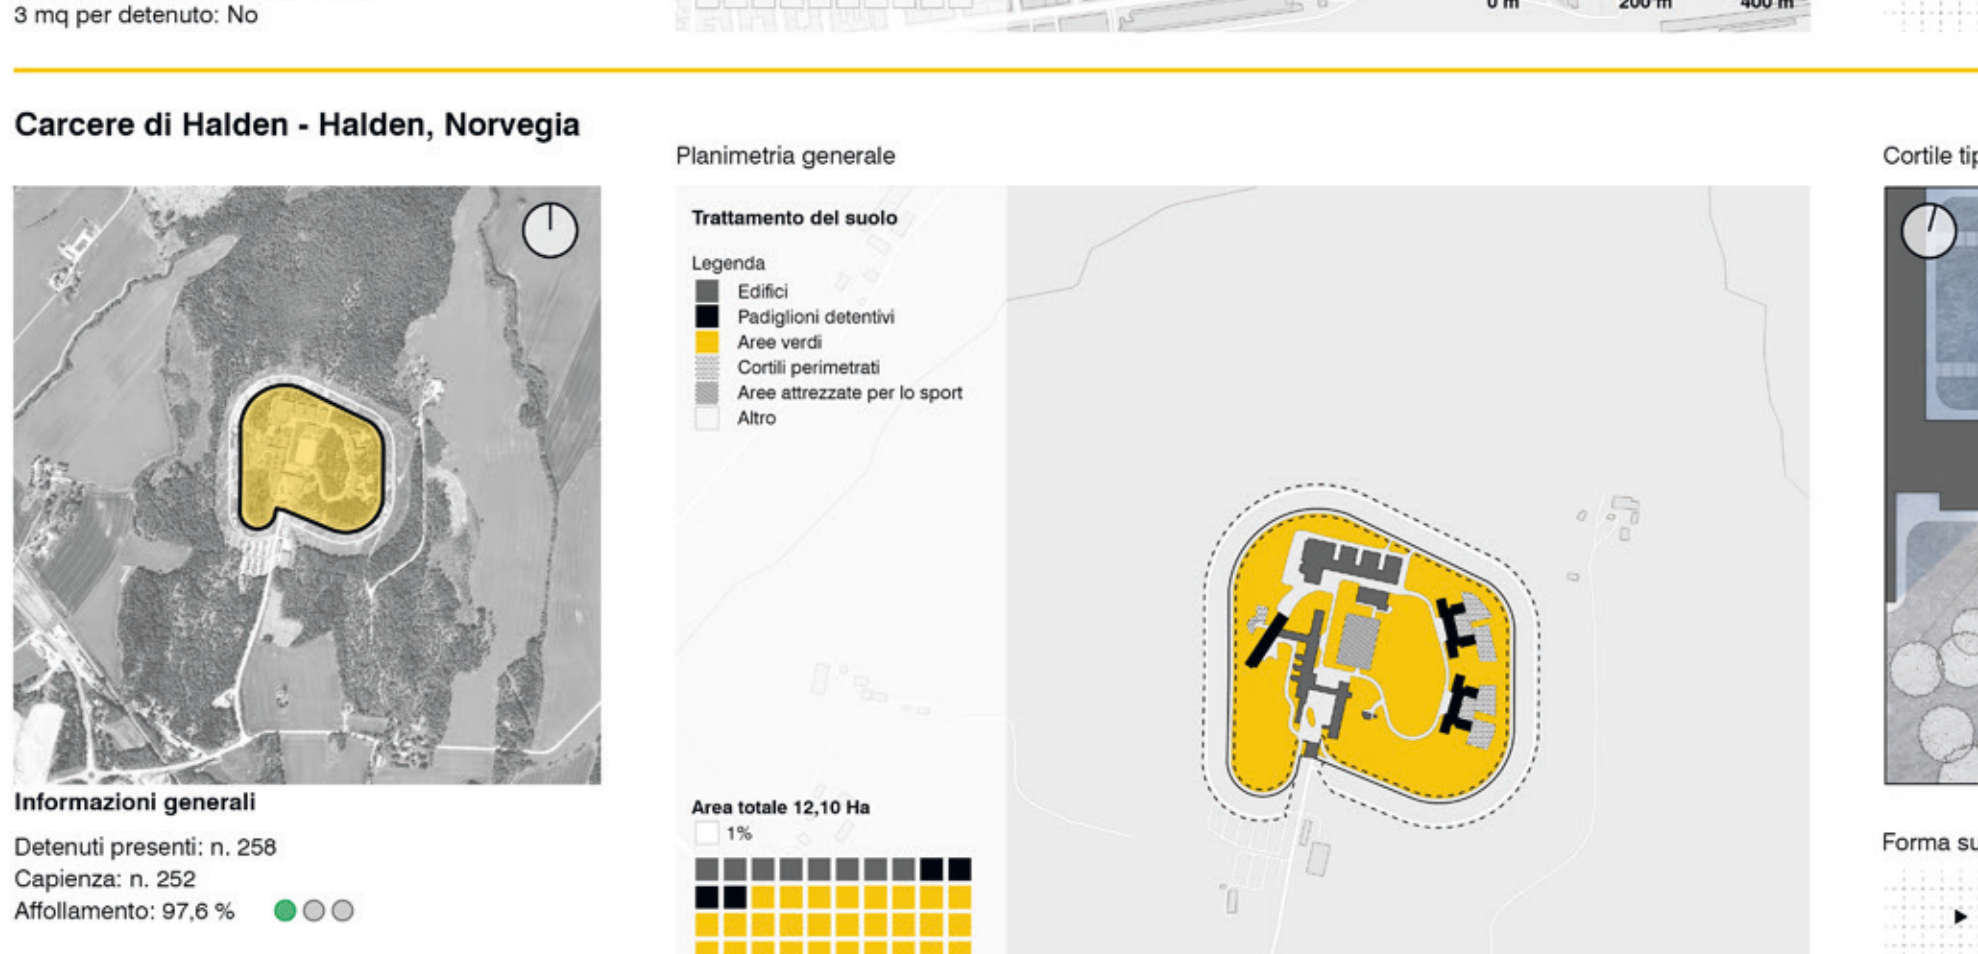 3 mq per detenuto: No
0 m 200 m 400 m
Carcere di Halden - Halden, Norvegia
Planimetria generale
Cortile
Trattamento del suolo
Legenda
Edifici
Padiglioni detentivi
Aree verdi
Cortili perimetrati
Aree attrezzate per lo sport
Altro
Area totale 12,10 Ha
1%
Informazioni generali
Detenuti presenti: n. 258
Capienza: n. 252
Affollamento: 97,6 %
Forma